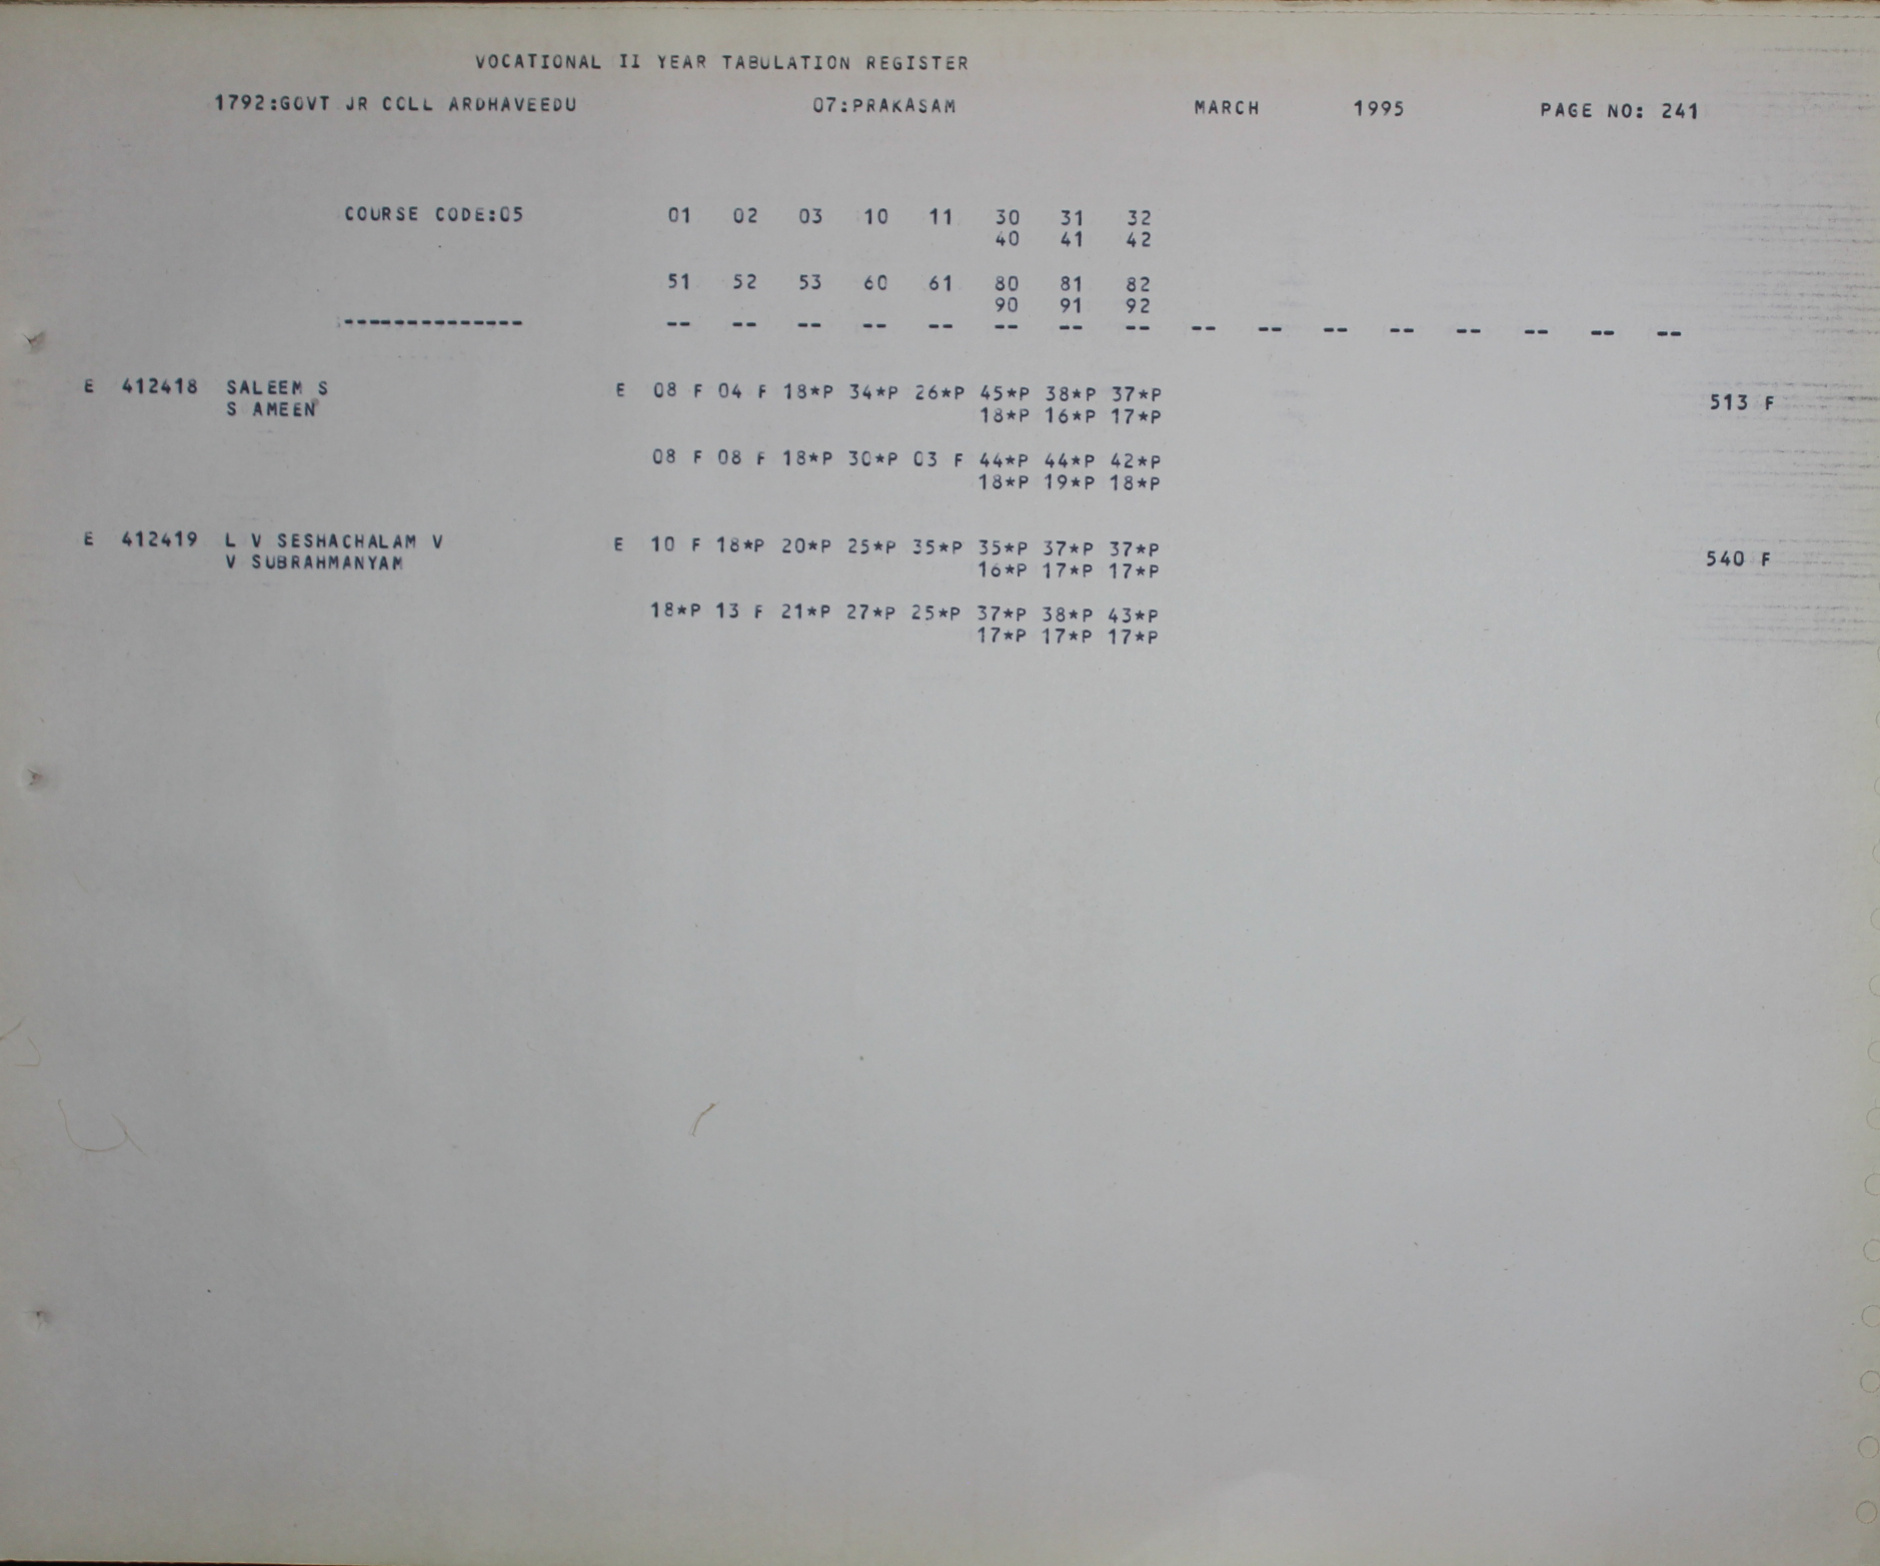 VOCATIONAL II YEAR TABULATION REGISTER
1792:GOVT JR COLL ARDHAVEEDU 07:PRAKASAM MARCH 1995 PAGE NO: 241
COURSE CODE:05 01 02 03 10 11 30 31 32
40 41 42
51 52 53 60 61 80 81 82
90 91 92
-------------- -- -- -- -- -- -- -- -- -- -- -- -- -- -- -- --
E 412418 SALEEM S E 08 F 04 F 18*P 34*P 26*P 45*P 38*P 37*P
S AMEEN 18*P 16*P 17*P 513 F
08 F 08 F 18*P 30*P 03 F 44*P 44*P 42*P
18*P 19*P 18*P
E 412419 L V SESHACHALAM V E 10 F 18*P 20*P 25*P 35*P 35*P 37*P 37*P
V SUBRAHMANYAM 16*P 17*P 17*P 540 F
18*P 13 F 21*P 27*P 25*P 37*P 38*P 43*P
17*P 17*P 17*P